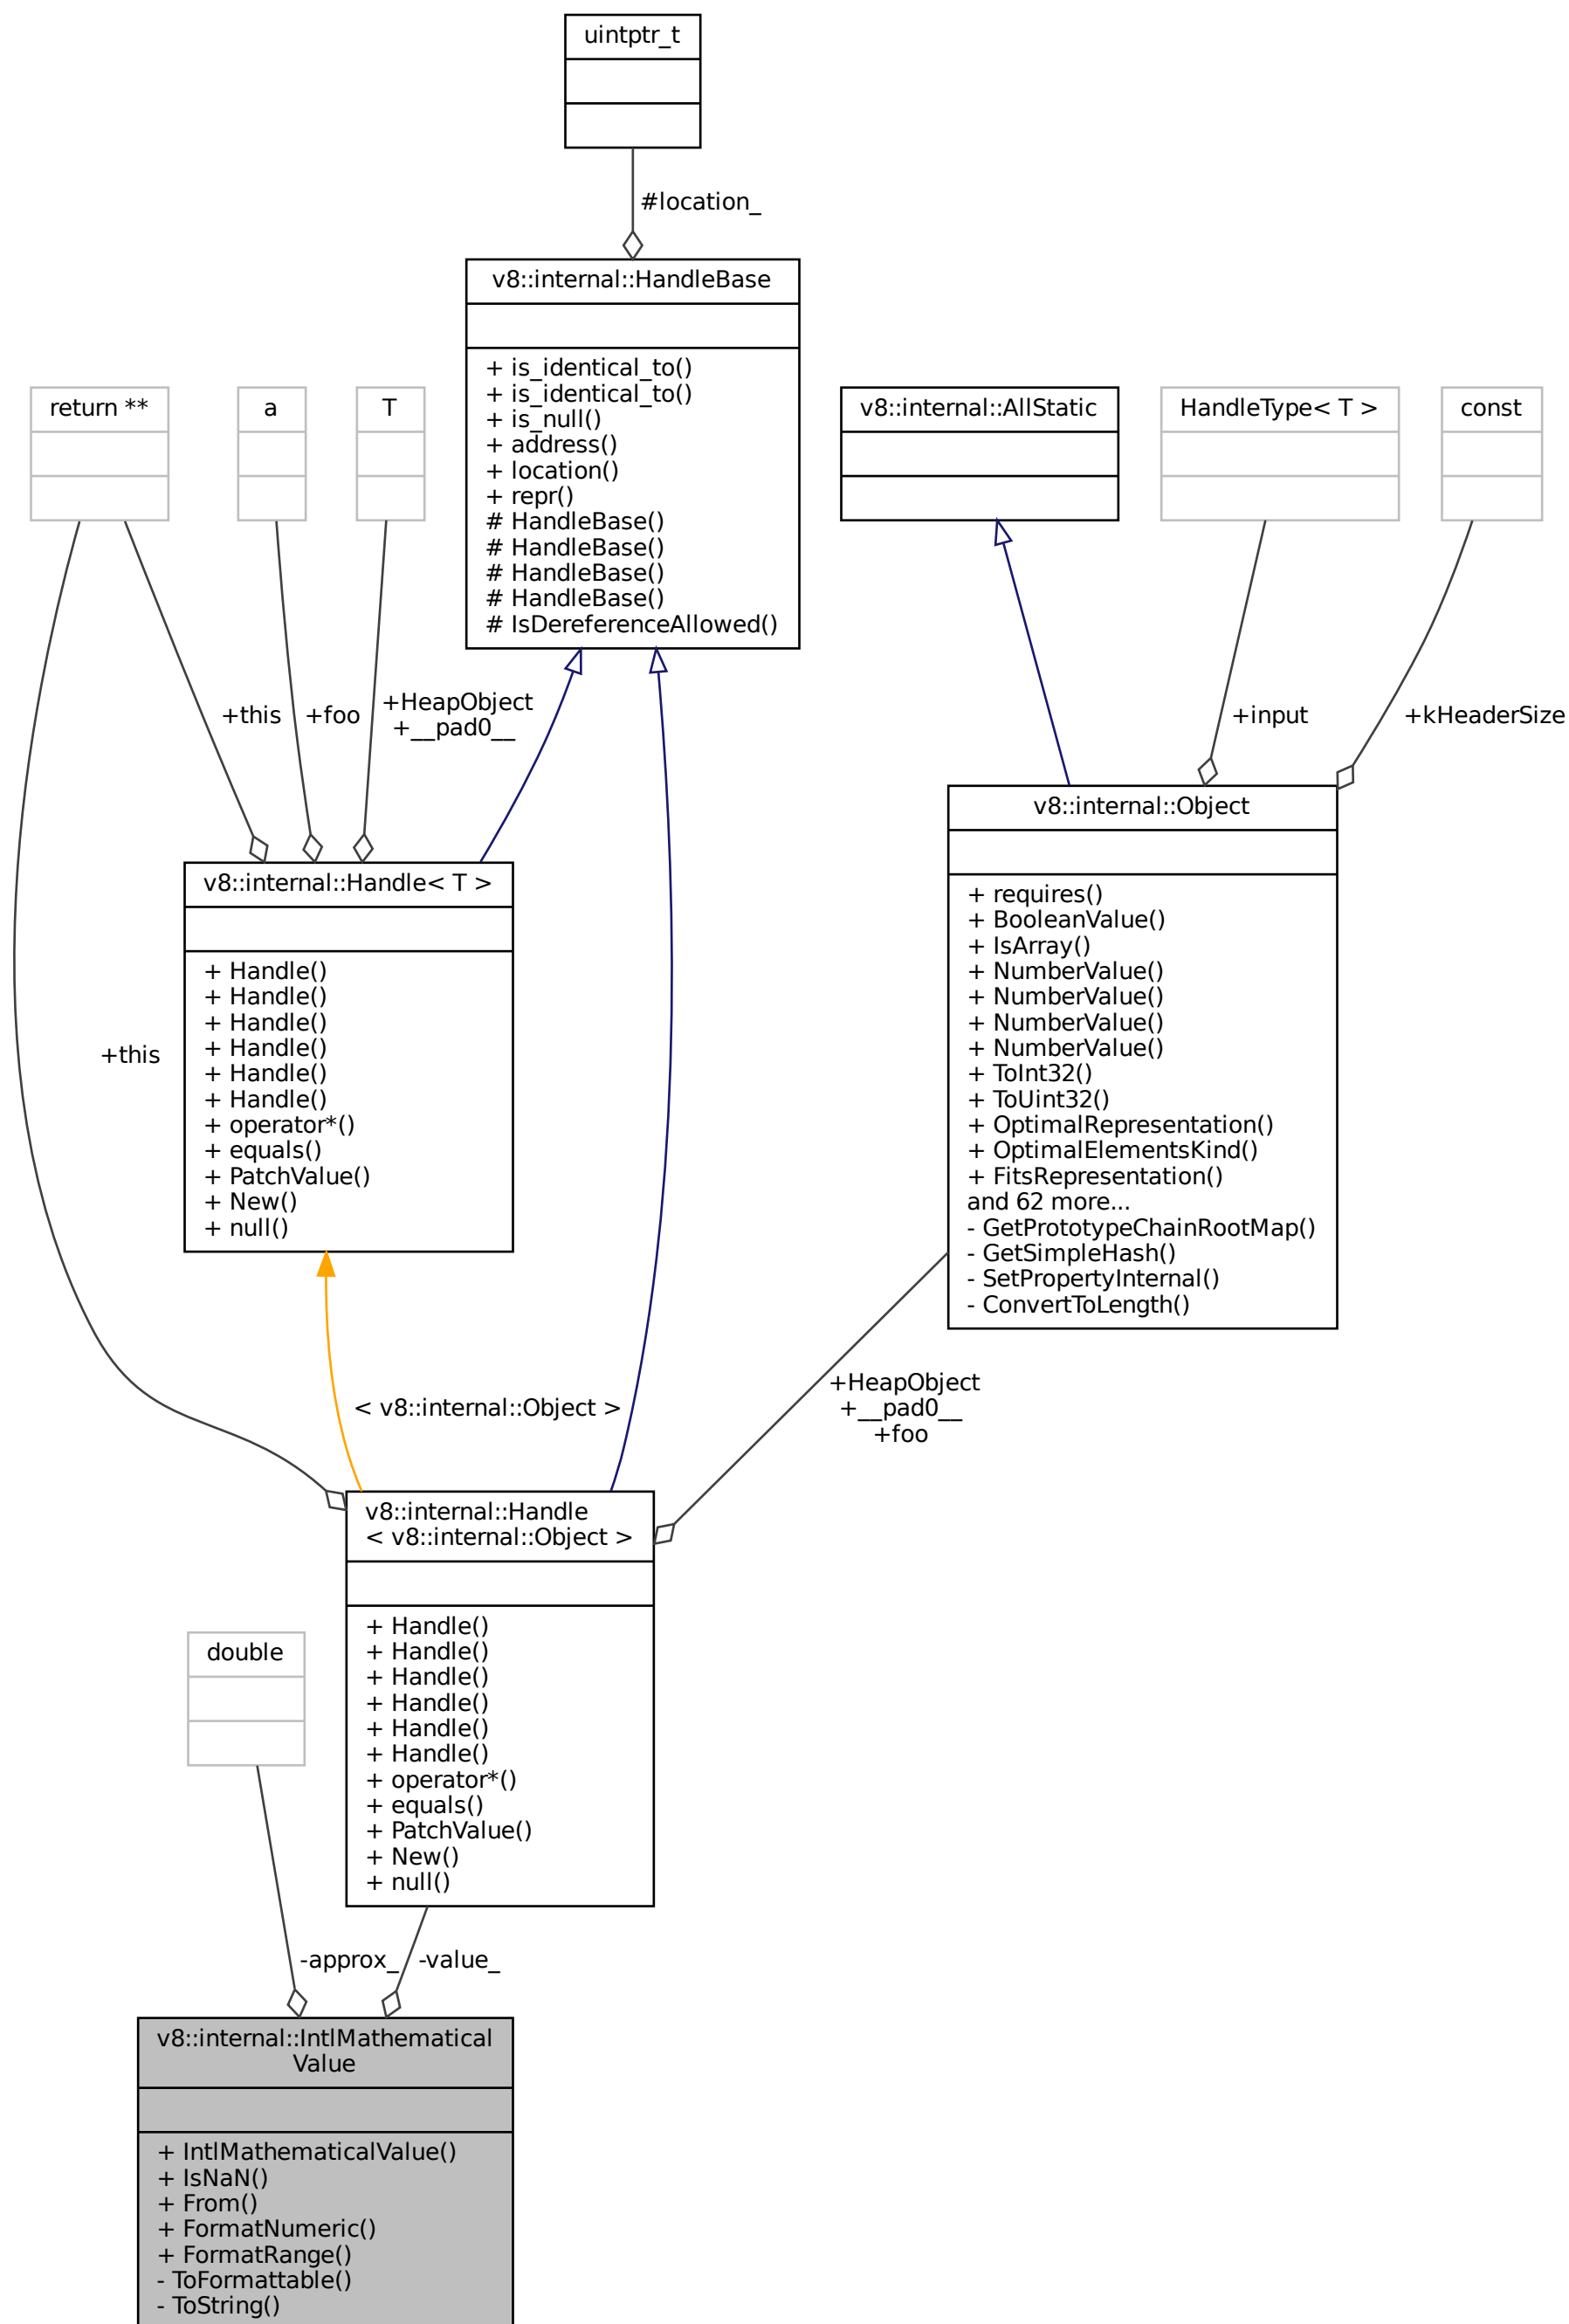 uintptr_t
#location_
v8::internal::HandleBase
+ is_identical_to()
+ is_identical_to()
+ is_null()
+ address()
+ location()
+ repr()
# HandleBase()
# HandleBase()
# HandleBase()
# HandleBase()
# IsDereferenceAllowed()
return **
a
T
v8::internal::AllStatic
HandleType< T >
const
+this
+foo
+HeapObject
+__pad0__
+input
+kHeaderSize
v8::internal::Handle< T >
+ Handle()
+ Handle()
+ Handle()
+ Handle()
+ Handle()
+ Handle()
+ operator*()
+ equals()
+ PatchValue()
+ New()
+ null()
v8::internal::Object
+ requires()
+ BooleanValue()
+ IsArray()
+ NumberValue()
+ NumberValue()
+ NumberValue()
+ NumberValue()
+ ToInt32()
+ ToUint32()
+ OptimalRepresentation()
+ OptimalElementsKind()
+ FitsRepresentation()
and 62 more...
- GetPrototypeChainRootMap()
- GetSimpleHash()
- SetPropertyInternal()
- ConvertToLength()
+this
< v8::internal::Object >
+HeapObject
+__pad0__
+foo
v8::internal::Handle
< v8::internal::Object >
+ Handle()
+ Handle()
+ Handle()
+ Handle()
+ Handle()
+ Handle()
+ operator*()
+ equals()
+ PatchValue()
+ New()
+ null()
double
-approx_
-value_
v8::internal::IntlMathematical
Value
+ IntlMathematicalValue()
+ IsNaN()
+ From()
+ FormatNumeric()
+ FormatRange()
- ToFormattable()
- ToString()